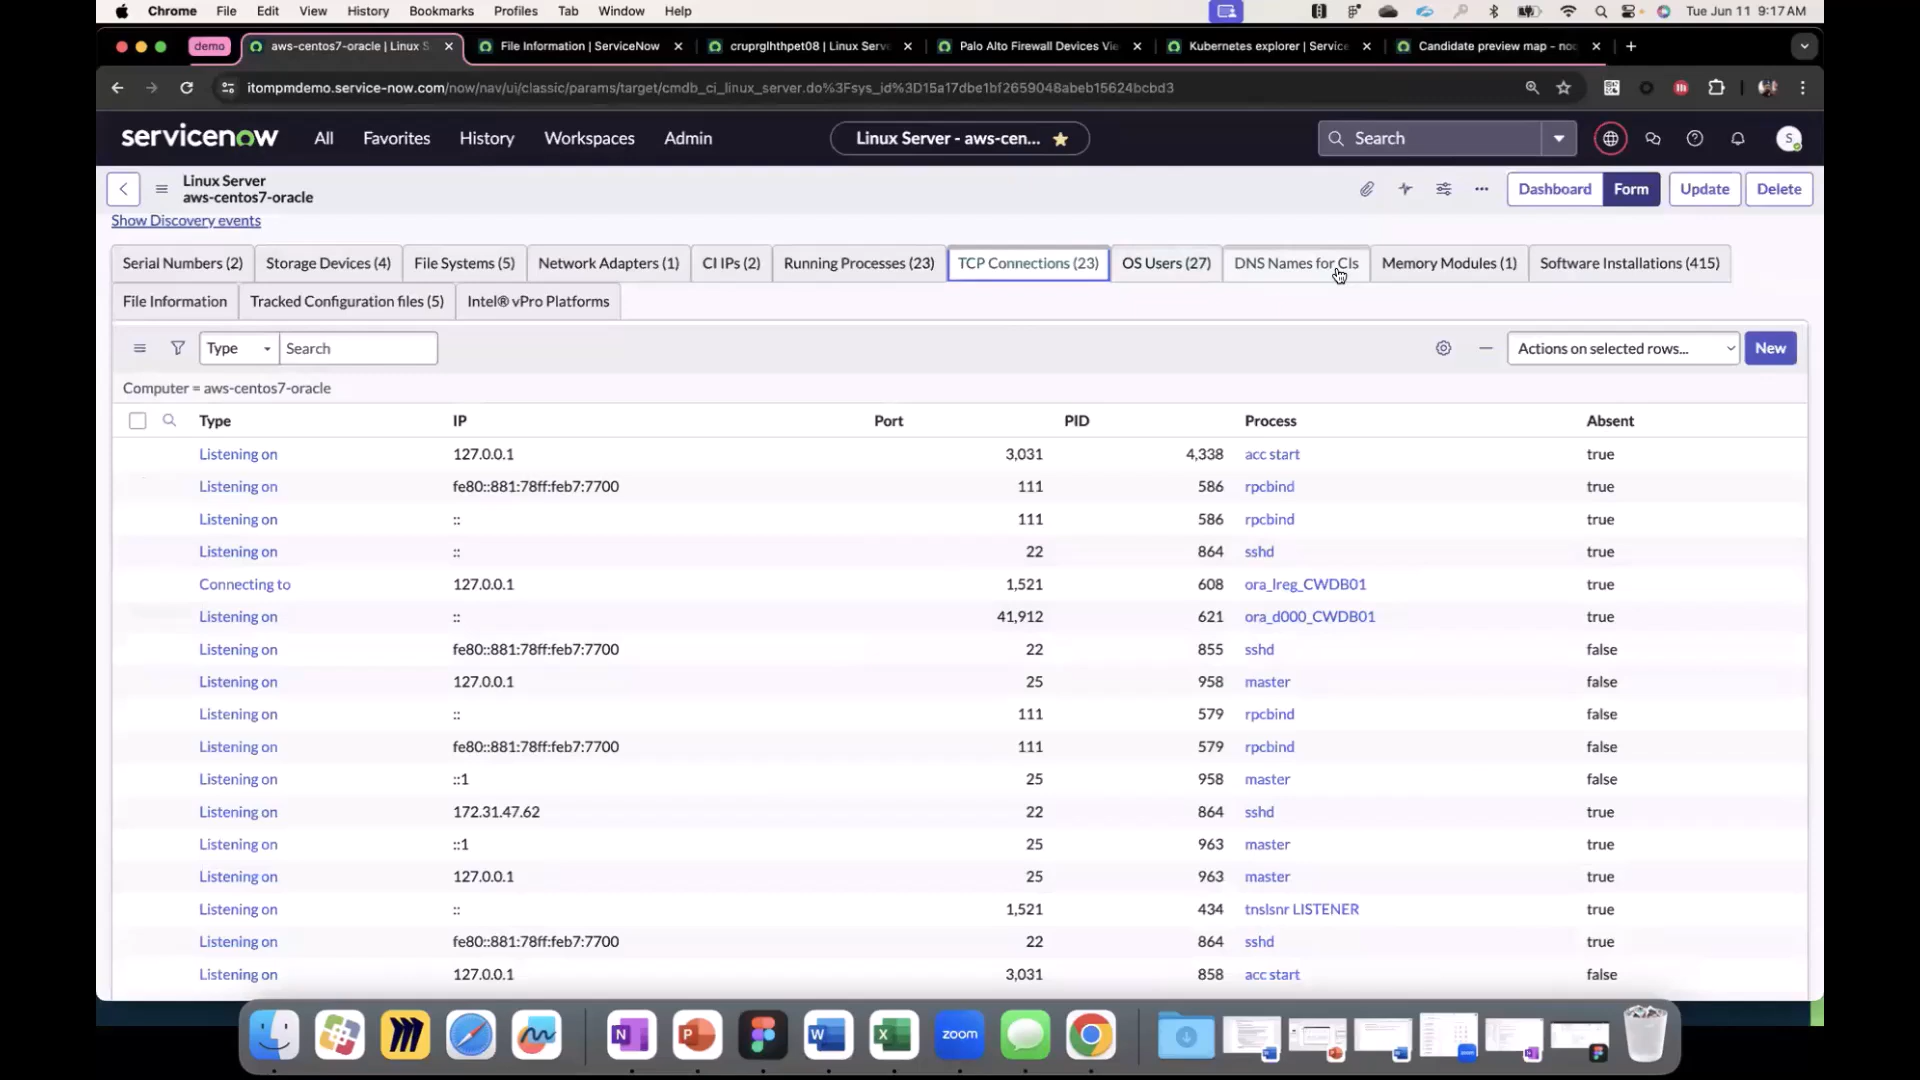 Chrome File Edit View History Bookmarks Profiles Tab Window Help Tue Jun 11 9:17 AM
demo aws-centos7-oracle | Linux S File Information | ServiceNow cruprglhthpet08 | Linux Serv Palo Alto Firewall Devices Vie Kubernetes explorer | Service Candidate preview map - no
itompmdemo.service-now.com/now/nav/ui/classic/params/target/cmdb_ci_linux_server.do%3Fsys_id%3D15a17dbe1bf2659048abeb15624bcbd3
servicenow All Favorites History Workspaces Admin Linux Server - aws-cen... Search S
Linux Server
aws-centos7-oracle
Dashboard Form Update Delete
Show Discovery events
Serial Numbers (2) Storage Devices (4) File Systems (5) Network Adapters (1) CI IPs (2) Running Processes (23) TCP Connections (23) OS Users (27) DNS Names for CIs Memory Modules (1) Software Installations (415)
File Information Tracked Configuration files (5) Intel® vPro Platforms
Type Search Actions on selected rows... New
Computer = aws-centos7-oracle
Type IP Port PID Process Absent
Listening on 127.0.0.1 3,031 4,338 acc start true
Listening on fe80::881:78ff:feb7:7700 111 586 rpcbind true
Listening on :: 111 586 rpcbind true
Listening on :: 22 864 sshd true
Connecting to 127.0.0.1 1,521 608 ora_lreg_CWDB01 true
Listening on :: 41,912 621 ora_d000_CWDB01 true
Listening on fe80::881:78ff:feb7:7700 22 855 sshd false
Listening on 127.0.0.1 25 958 master false
Listening on :: 111 579 rpcbind false
Listening on fe80::881:78ff:feb7:7700 111 579 rpcbind false
Listening on ::1 25 958 master false
Listening on 172.31.47.62 22 864 sshd true
Listening on ::1 25 963 master true
Listening on 127.0.0.1 25 963 master true
Listening on :: 1,521 434 tnslsnr LISTENER true
Listening on fe80::881:78ff:feb7:7700 22 864 sshd true
Listening on 127.0.0.1 3,031 858 acc start false
N P W X zoom